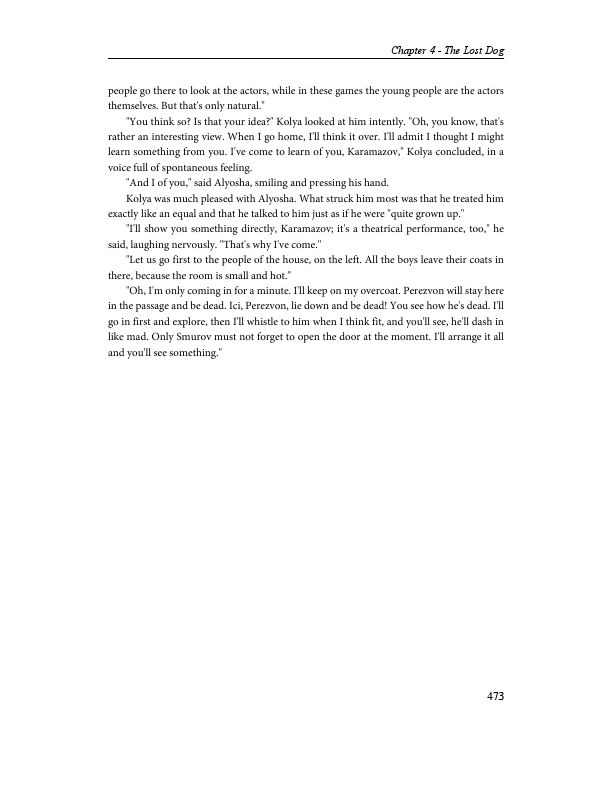 Chapter 4 - The Lost Dog
people go there to look at the actors, while in these games the young people are the actors
themselves. But that's only natural."
"You think so? Is that your idea?" Kolya looked at him intently. "Oh, you know, that's
rather an interesting view. When I go home, I'll think it over. I'll admit I thought I might
learn something from you. I've come to learn of you, Karamazov," Kolya concluded, in a
voice full of spontaneous feeling.
"And I of you," said Alyosha, smiling and pressing his hand.
Kolya was much pleased with Alyosha. What struck him most was that he treated him
exactly like an equal and that he talked to him just as if he were "quite grown up."
"I'll show you something directly, Karamazov; it's a theatrical performance, too," he
said, laughing nervously. "That's why I've come."
"Let us go first to the people of the house, on the left. All the boys leave their coats in
there, because the room is small and hot."
"Oh, I'm only coming in for a minute. I'll keep on my overcoat. Perezvon will stay here
in the passage and be dead. Ici, Perezvon, lie down and be dead! You see how he's dead. I'll
go in first and explore, then I'll whistle to him when I think fit, and you'll see, he'll dash in
like mad. Only Smurov must not forget to open the door at the moment. I'll arrange it all
and you'll see something."
473